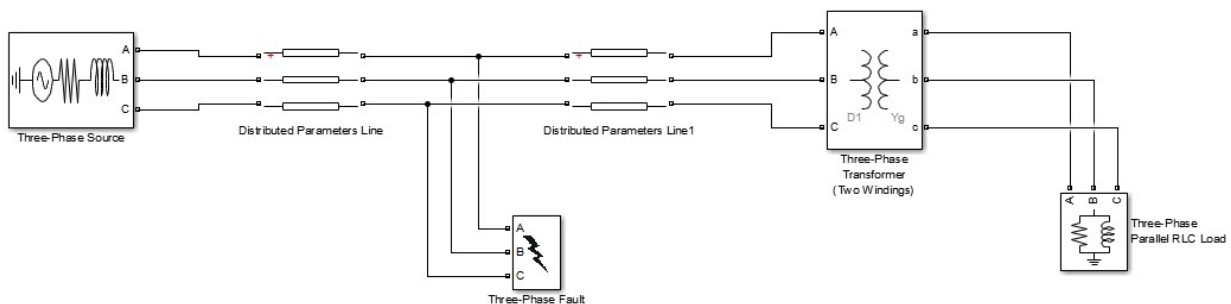 A
B
C
Three-Phase Source
Distributed Parameters Line
Distributed Parameters Line1
A
B
C
a
b
c
D1 Yg
Three-Phase
Transformer
(Two Windings)
A
B
C
Three-Phase Fault
A B C
Three-Phase
Parallel RLC Load